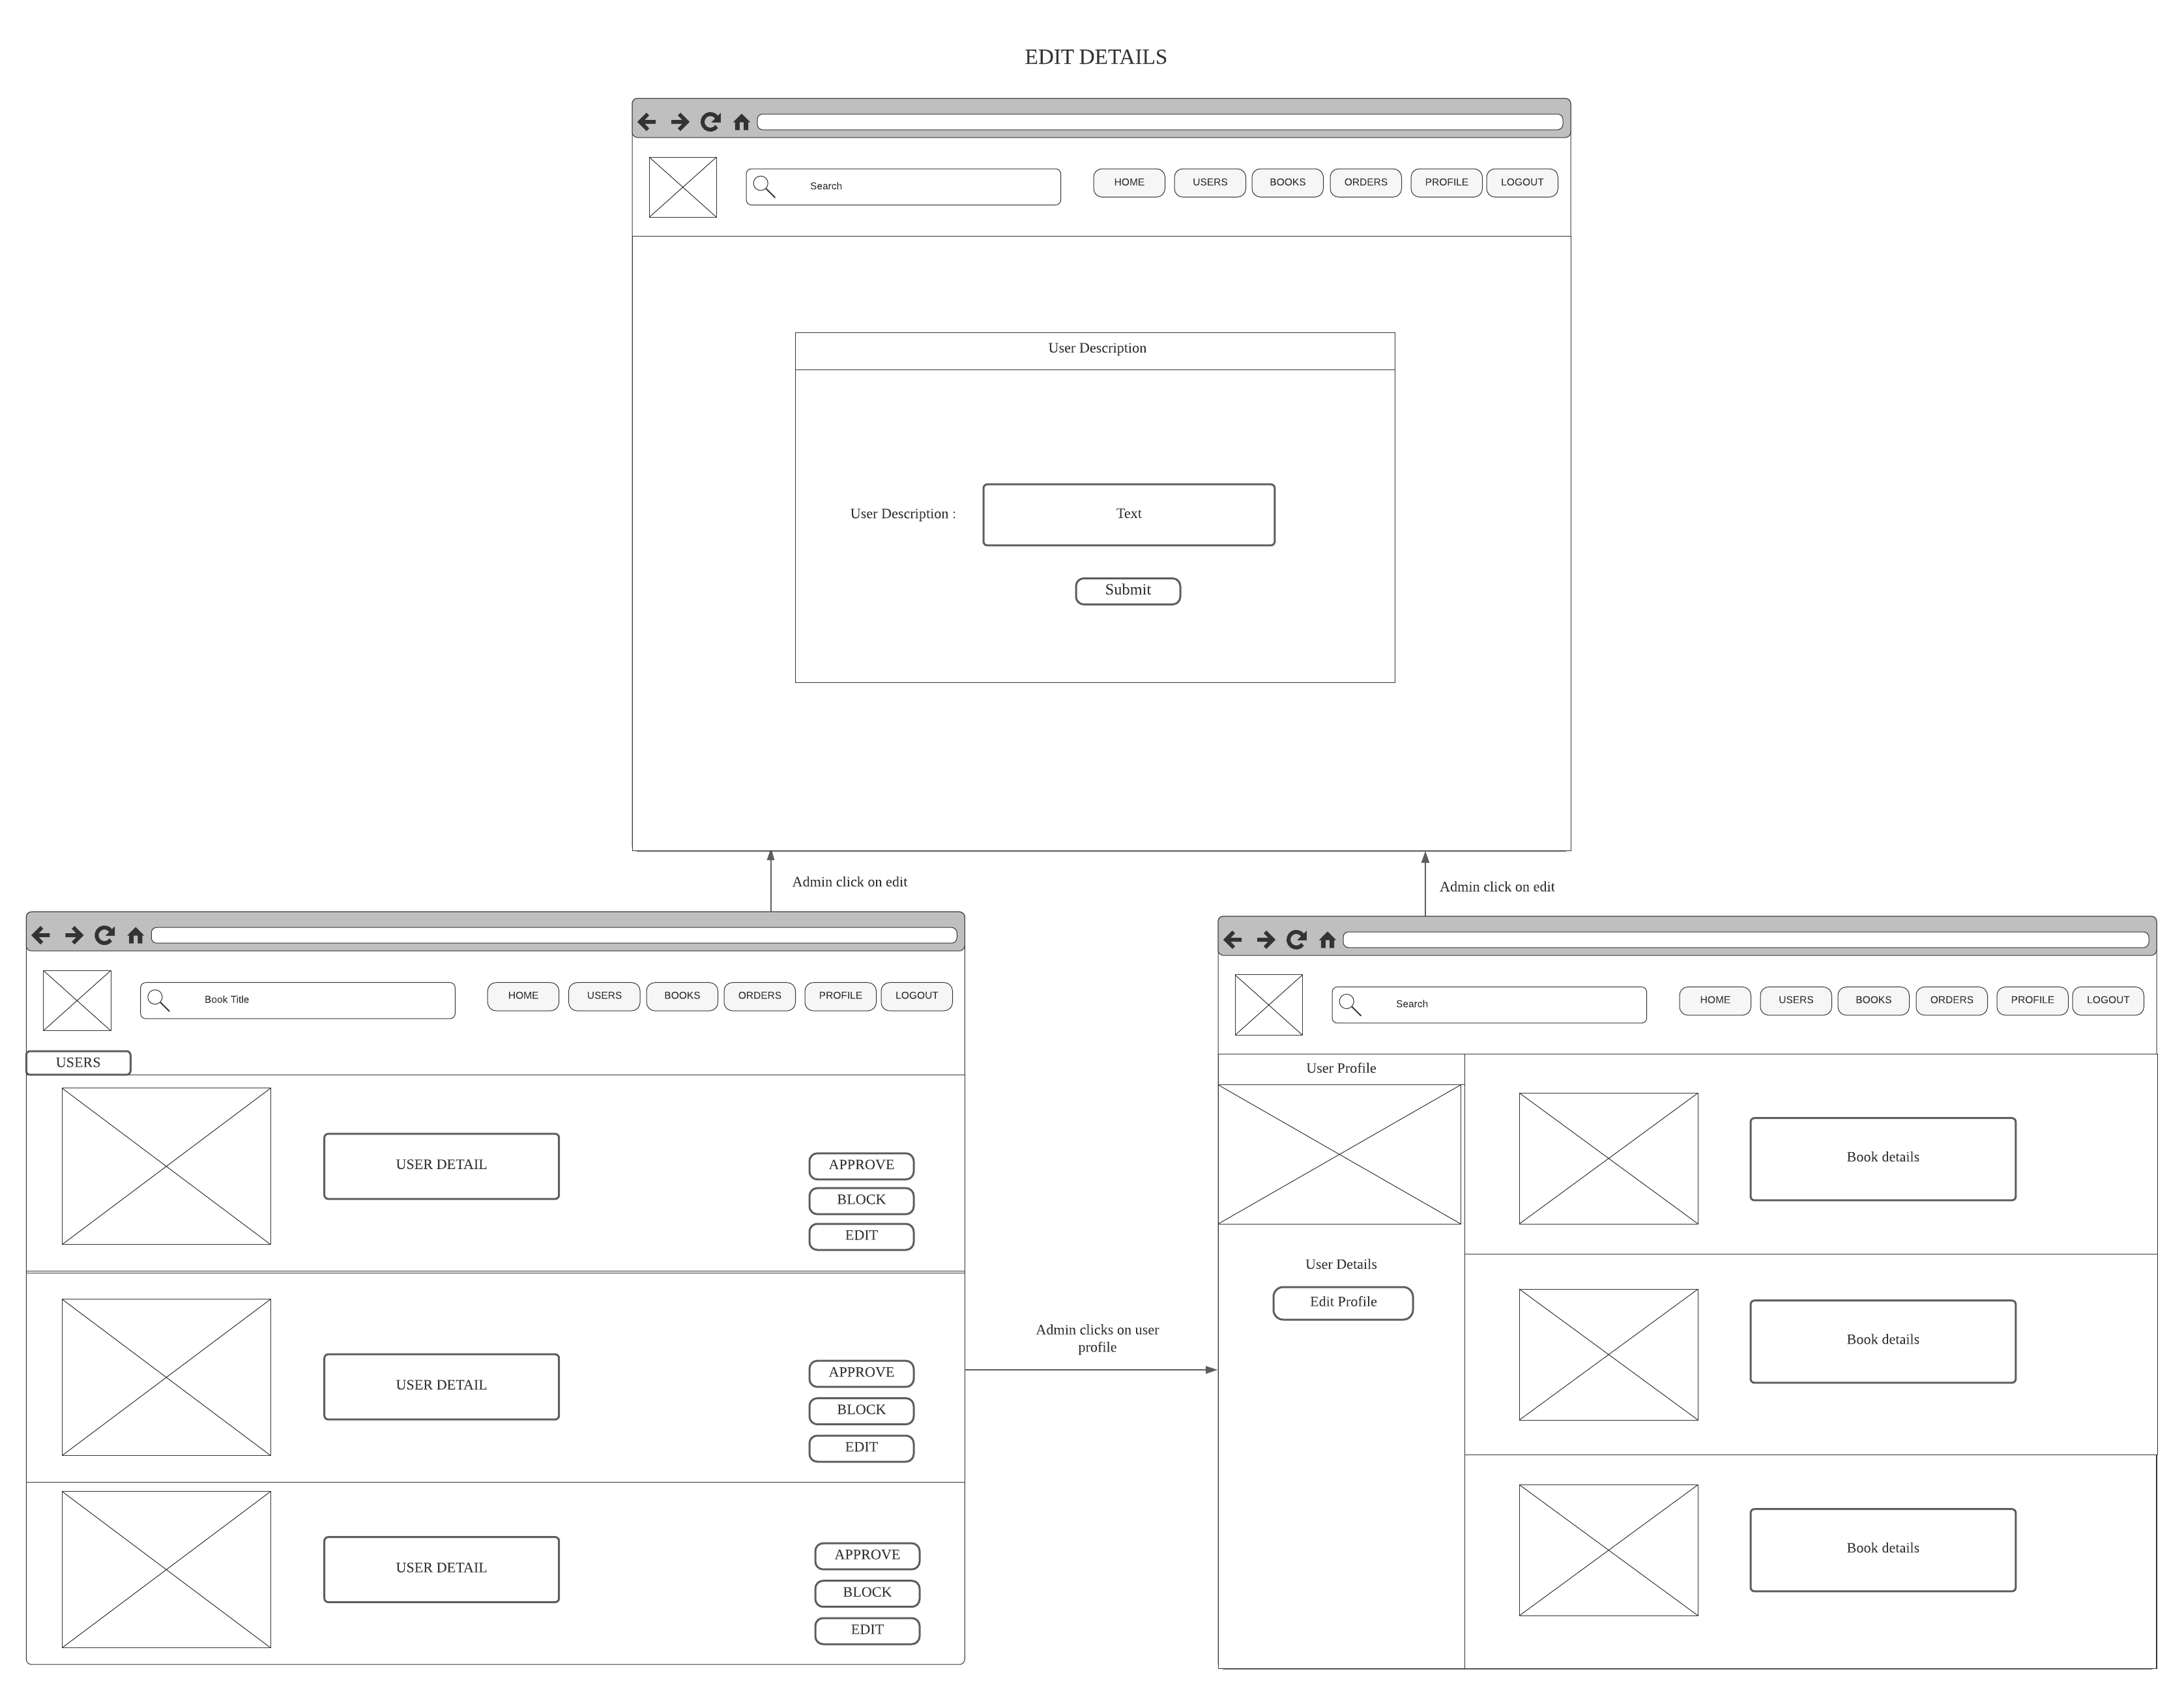 EDIT DETAILS
Search
HOME
USERS
BOOKS
ORDERS
PROFILE
LOGOUT
User Description
User Description :
Text
Submit
Admin click on edit
Admin click on edit
Book Title
HOME
USERS
BOOKS
ORDERS
PROFILE
LOGOUT
USERS
USER DETAIL
APPROVE
BLOCK
EDIT
USER DETAIL
APPROVE
BLOCK
EDIT
USER DETAIL
APPROVE
BLOCK
EDIT
Admin clicks on user
profile
Search
HOME
USERS
BOOKS
ORDERS
PROFILE
LOGOUT
User Profile
User Details
Edit Profile
Book details
Book details
Book details